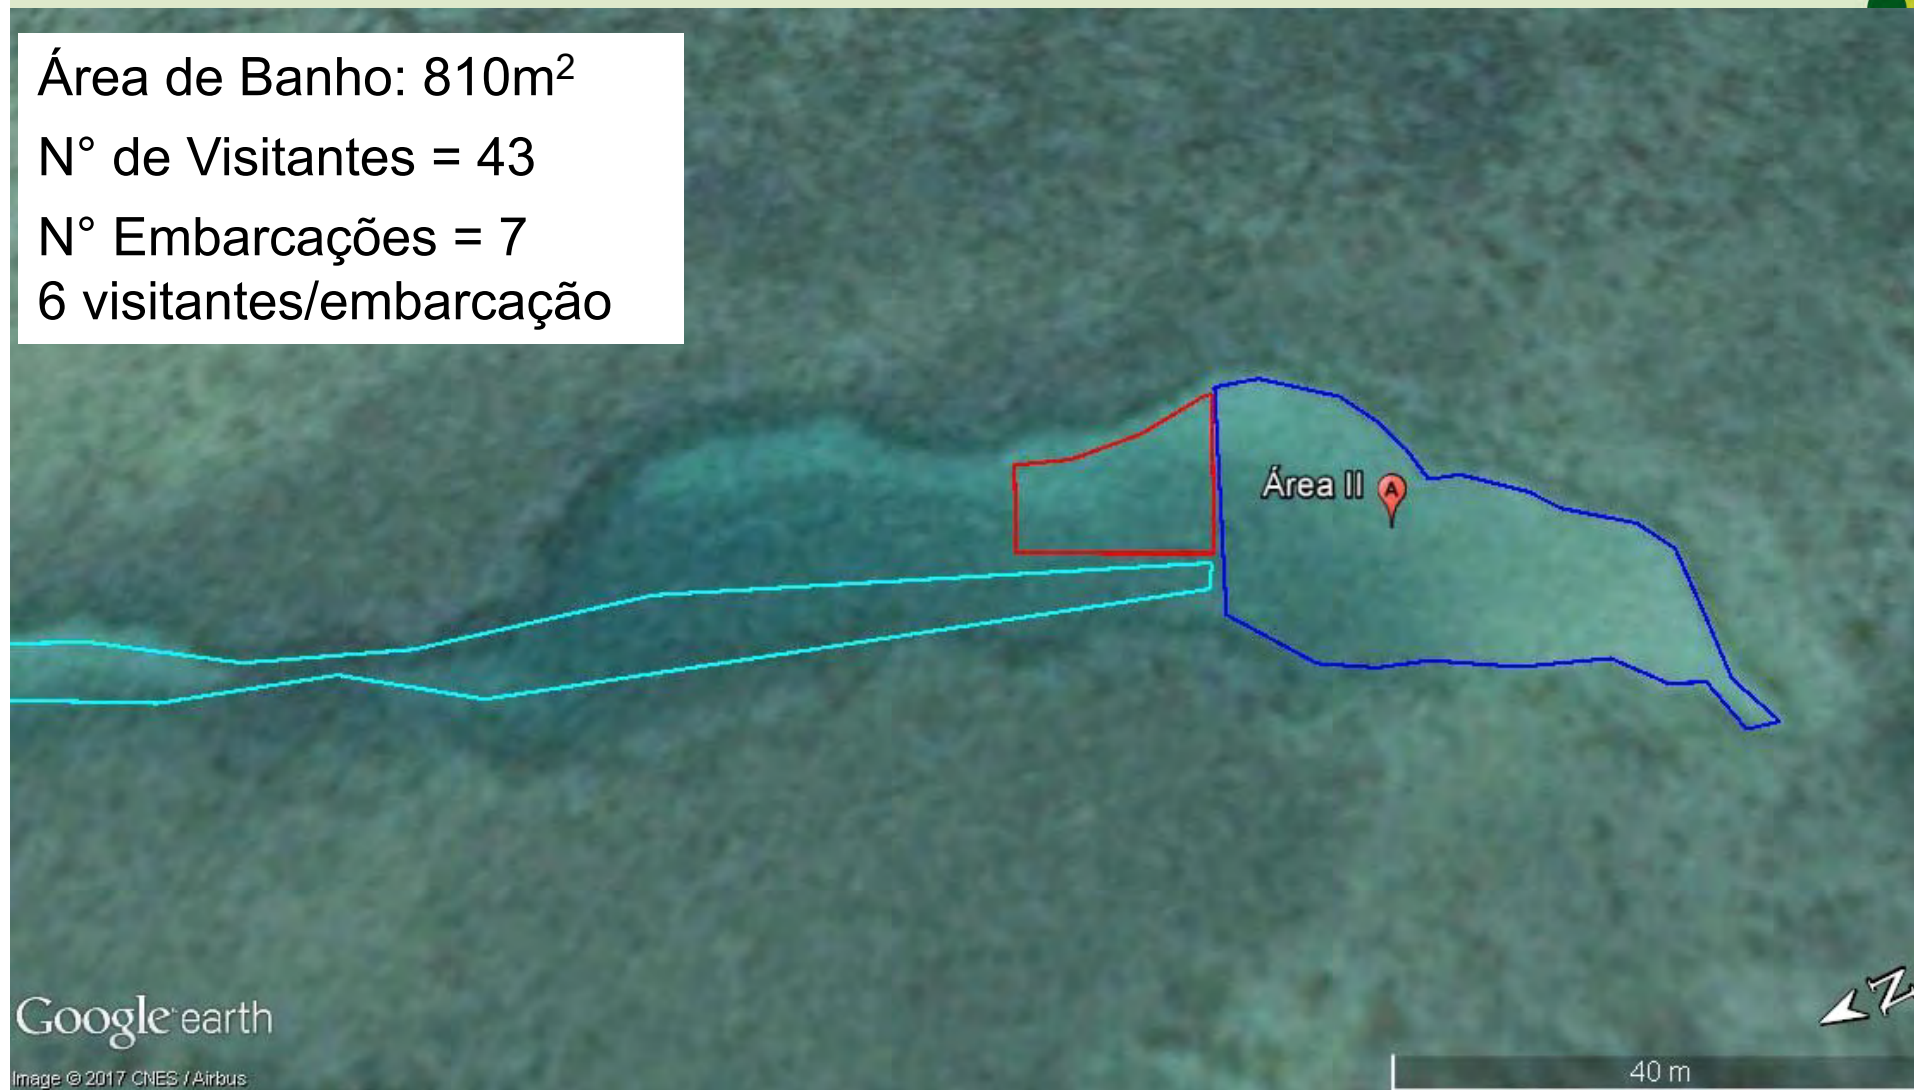 Área de Banho: 810m²
N° de Visitantes = 43
N° Embarcações = 7
6 visitantes/embarcação
Área II
A
N
Google earth
Image © 2017 CNES / Airbus
40 m